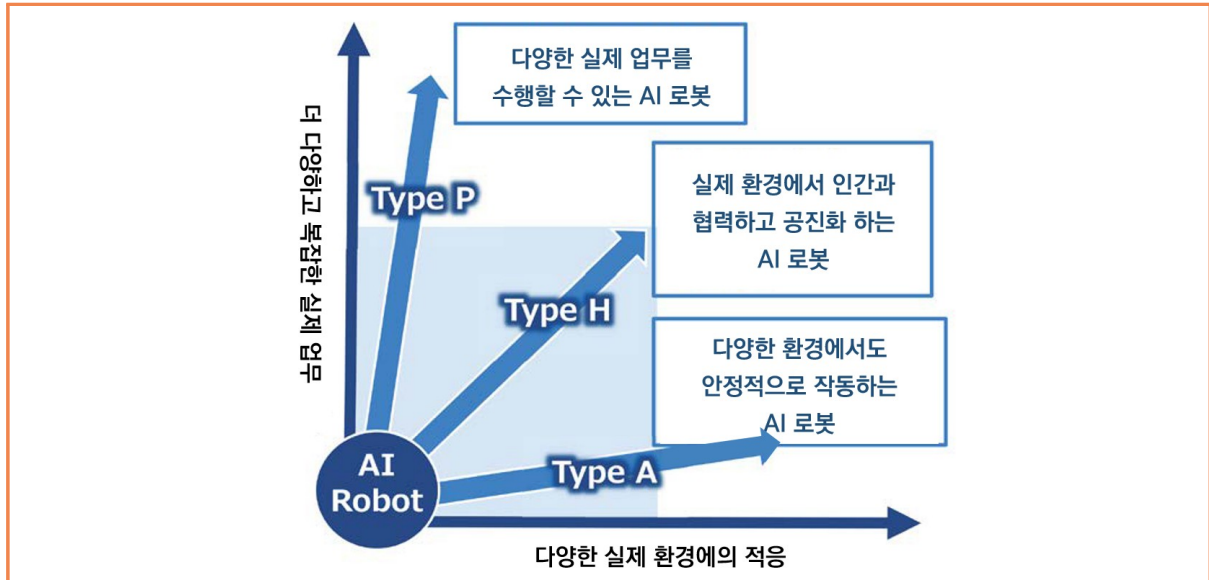 다양한 실제 업무를
수행할 수 있는 AI 로봇
더 다양하고 복잡한 실제 업무
Type P
실제 환경에서 인간과
협력하고 공진화 하는
AI 로봇
Type H
다양한 환경에서도
안정적으로 작동하는
AI 로봇
Type A
AI
Robot
다양한 실제 환경에의 적응